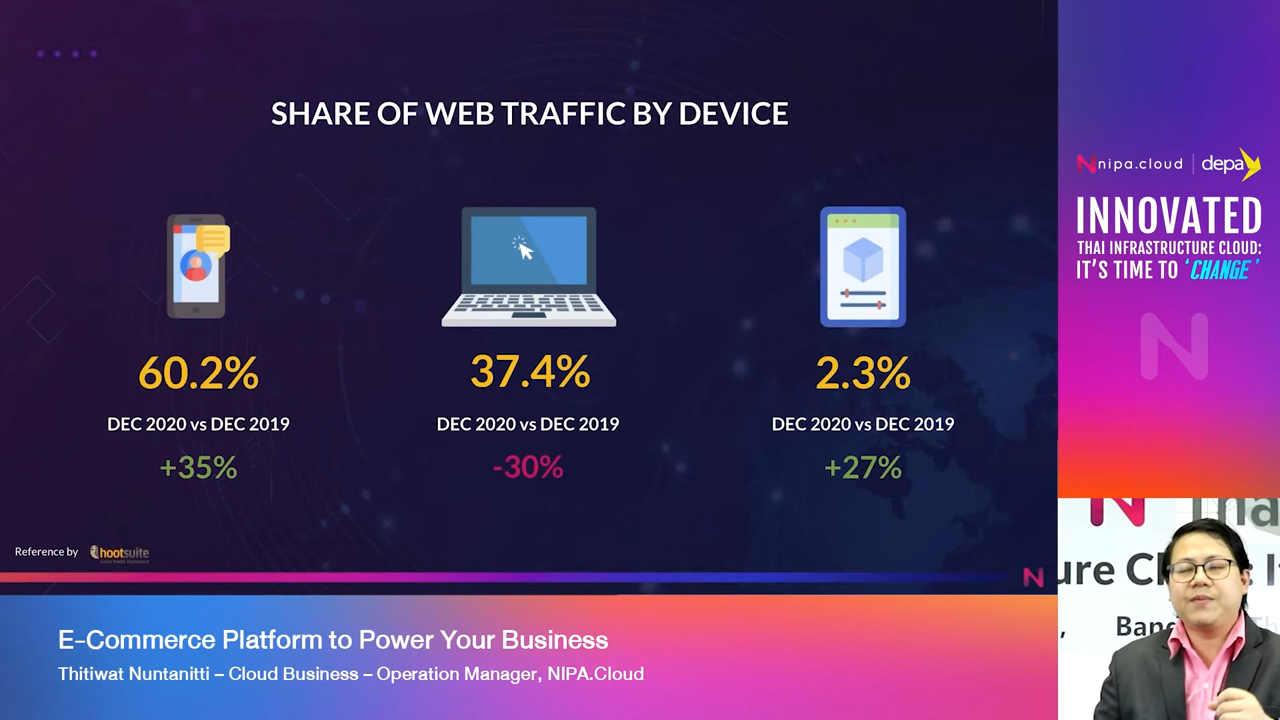 SHARE OF WEB TRAFFIC BY DEVICE
60.2%
37.4%
2.3%
DEC 2020 vs DEC 2019
DEC 2020 vs DEC 2019
DEC 2020 vs DEC 2019
+35%
-30%
+27%
Reference by
hootsuite
Social Media Dashboard
nipa.cloud
depa
INNOVATED
THAI INFRASTRUCTURE CLOUD:
IT'S TIME TO 'CHANGE'
N
N
E-Commerce Platform to Power Your Business
Thitiwat Nuntanitti – Cloud Business – Operation Manager, NIPA.Cloud